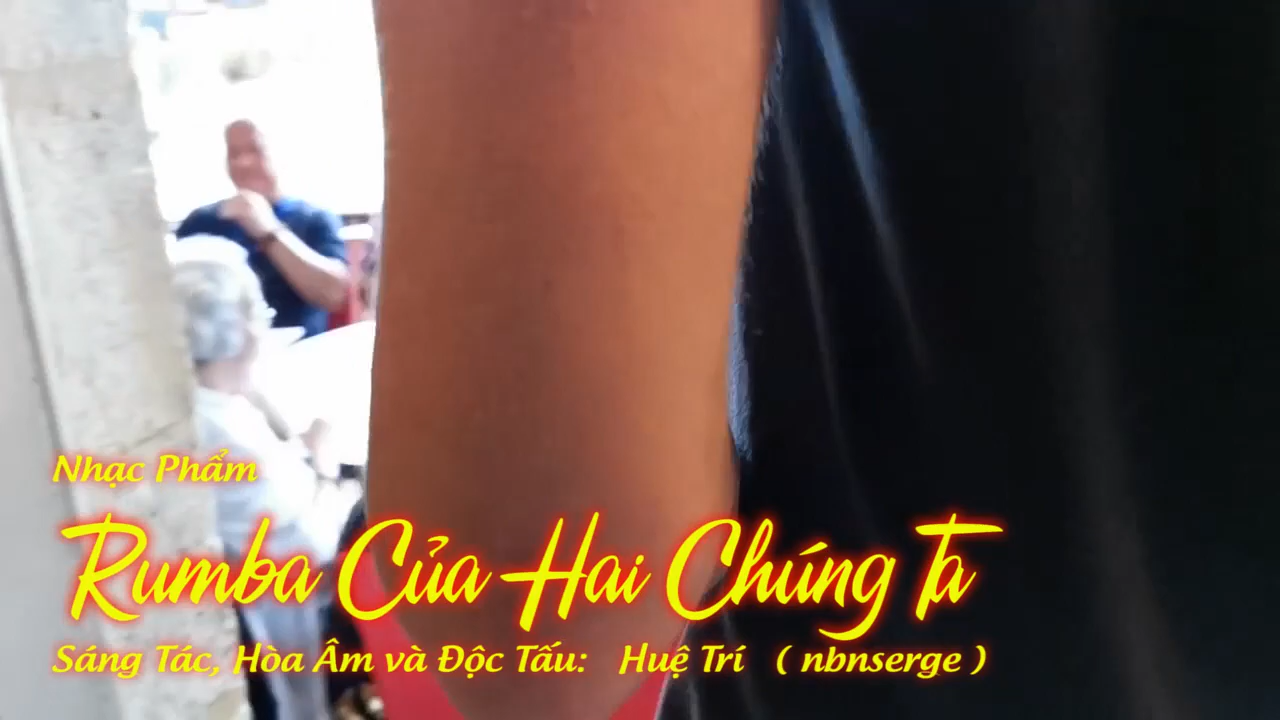 Nhạc Phẩm
Rumba Của Hai Chúng Ta
Sáng Tác, Hòa Âm và Độc Tấu: Huệ Trí ( nbnserge )